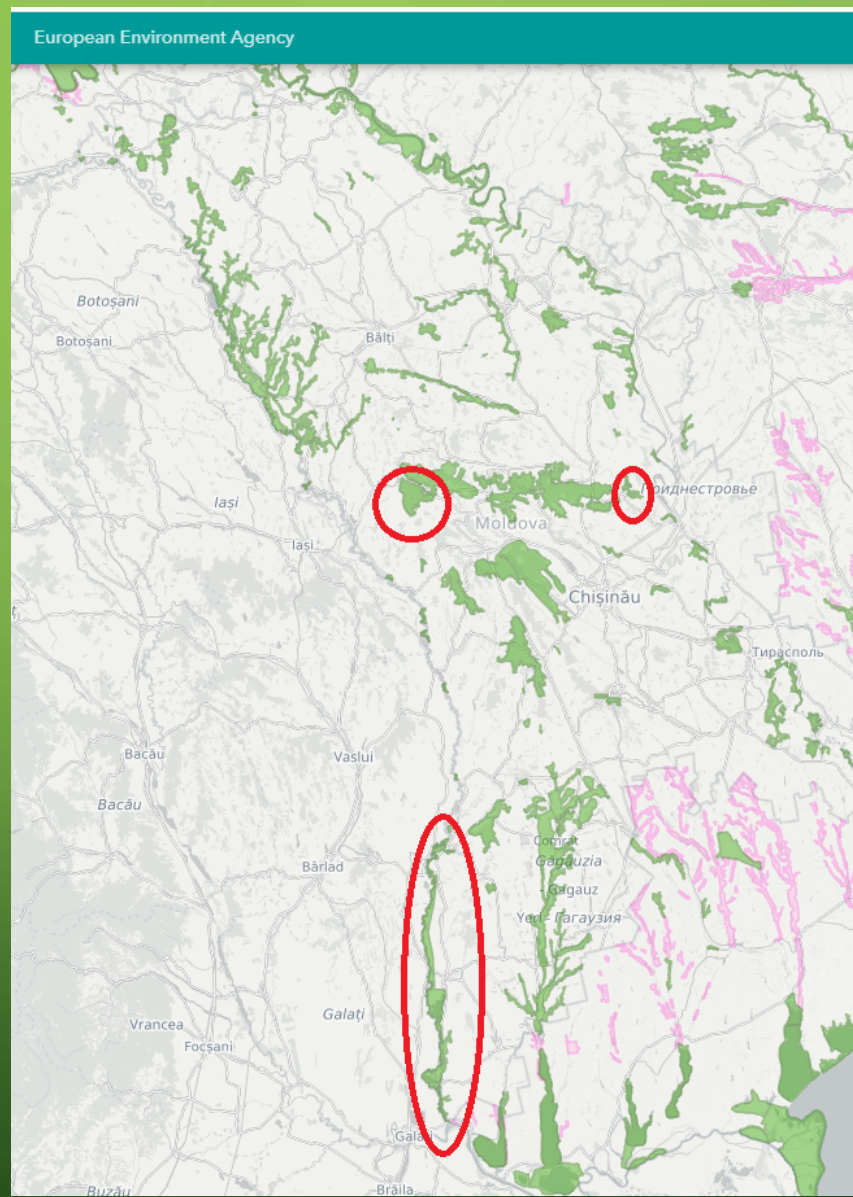 European Environment Agency
Botoșani
Botoșani
Bălți
Iași
Iași
Приднестровье
Moldova
Chișinău
Тирасполь
Bacău
Bacău
Vaslui
Bârlad
Comrat
Gagauzia
- Gagauz
Yeri - Гагаузия
Galați
Vrancea
Focșani
Galați
Brăila
Buzău